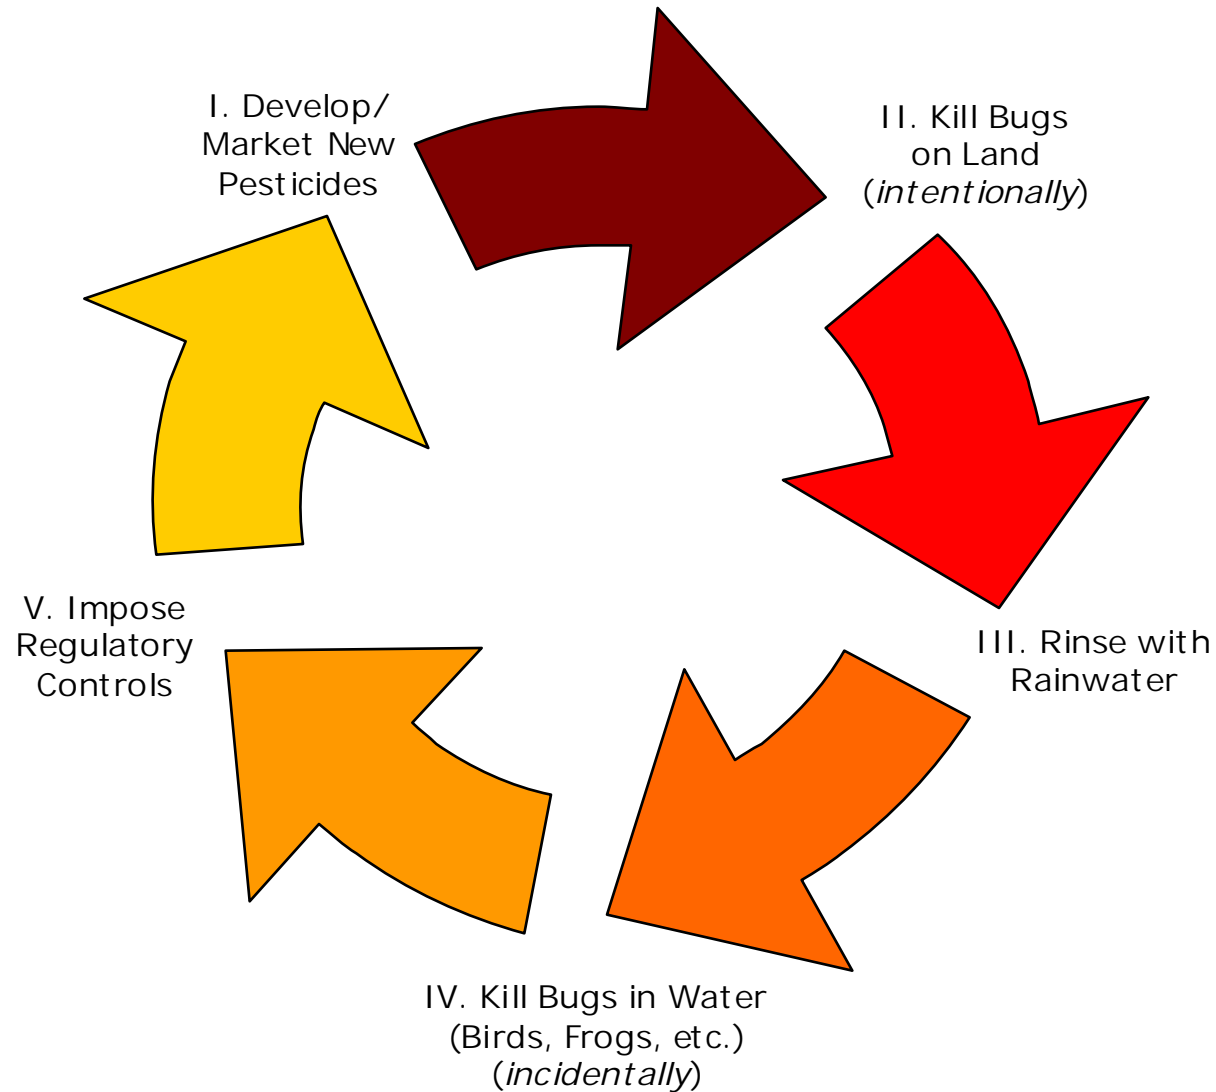 I. Develop/
Market New
Pesticides
II. Kill Bugs
on Land
(intentionally)
III. Rinse with
Rainwater
IV. Kill Bugs in Water
(Birds, Frogs, etc.)
(incidentally)
V. Impose
Regulatory
Controls